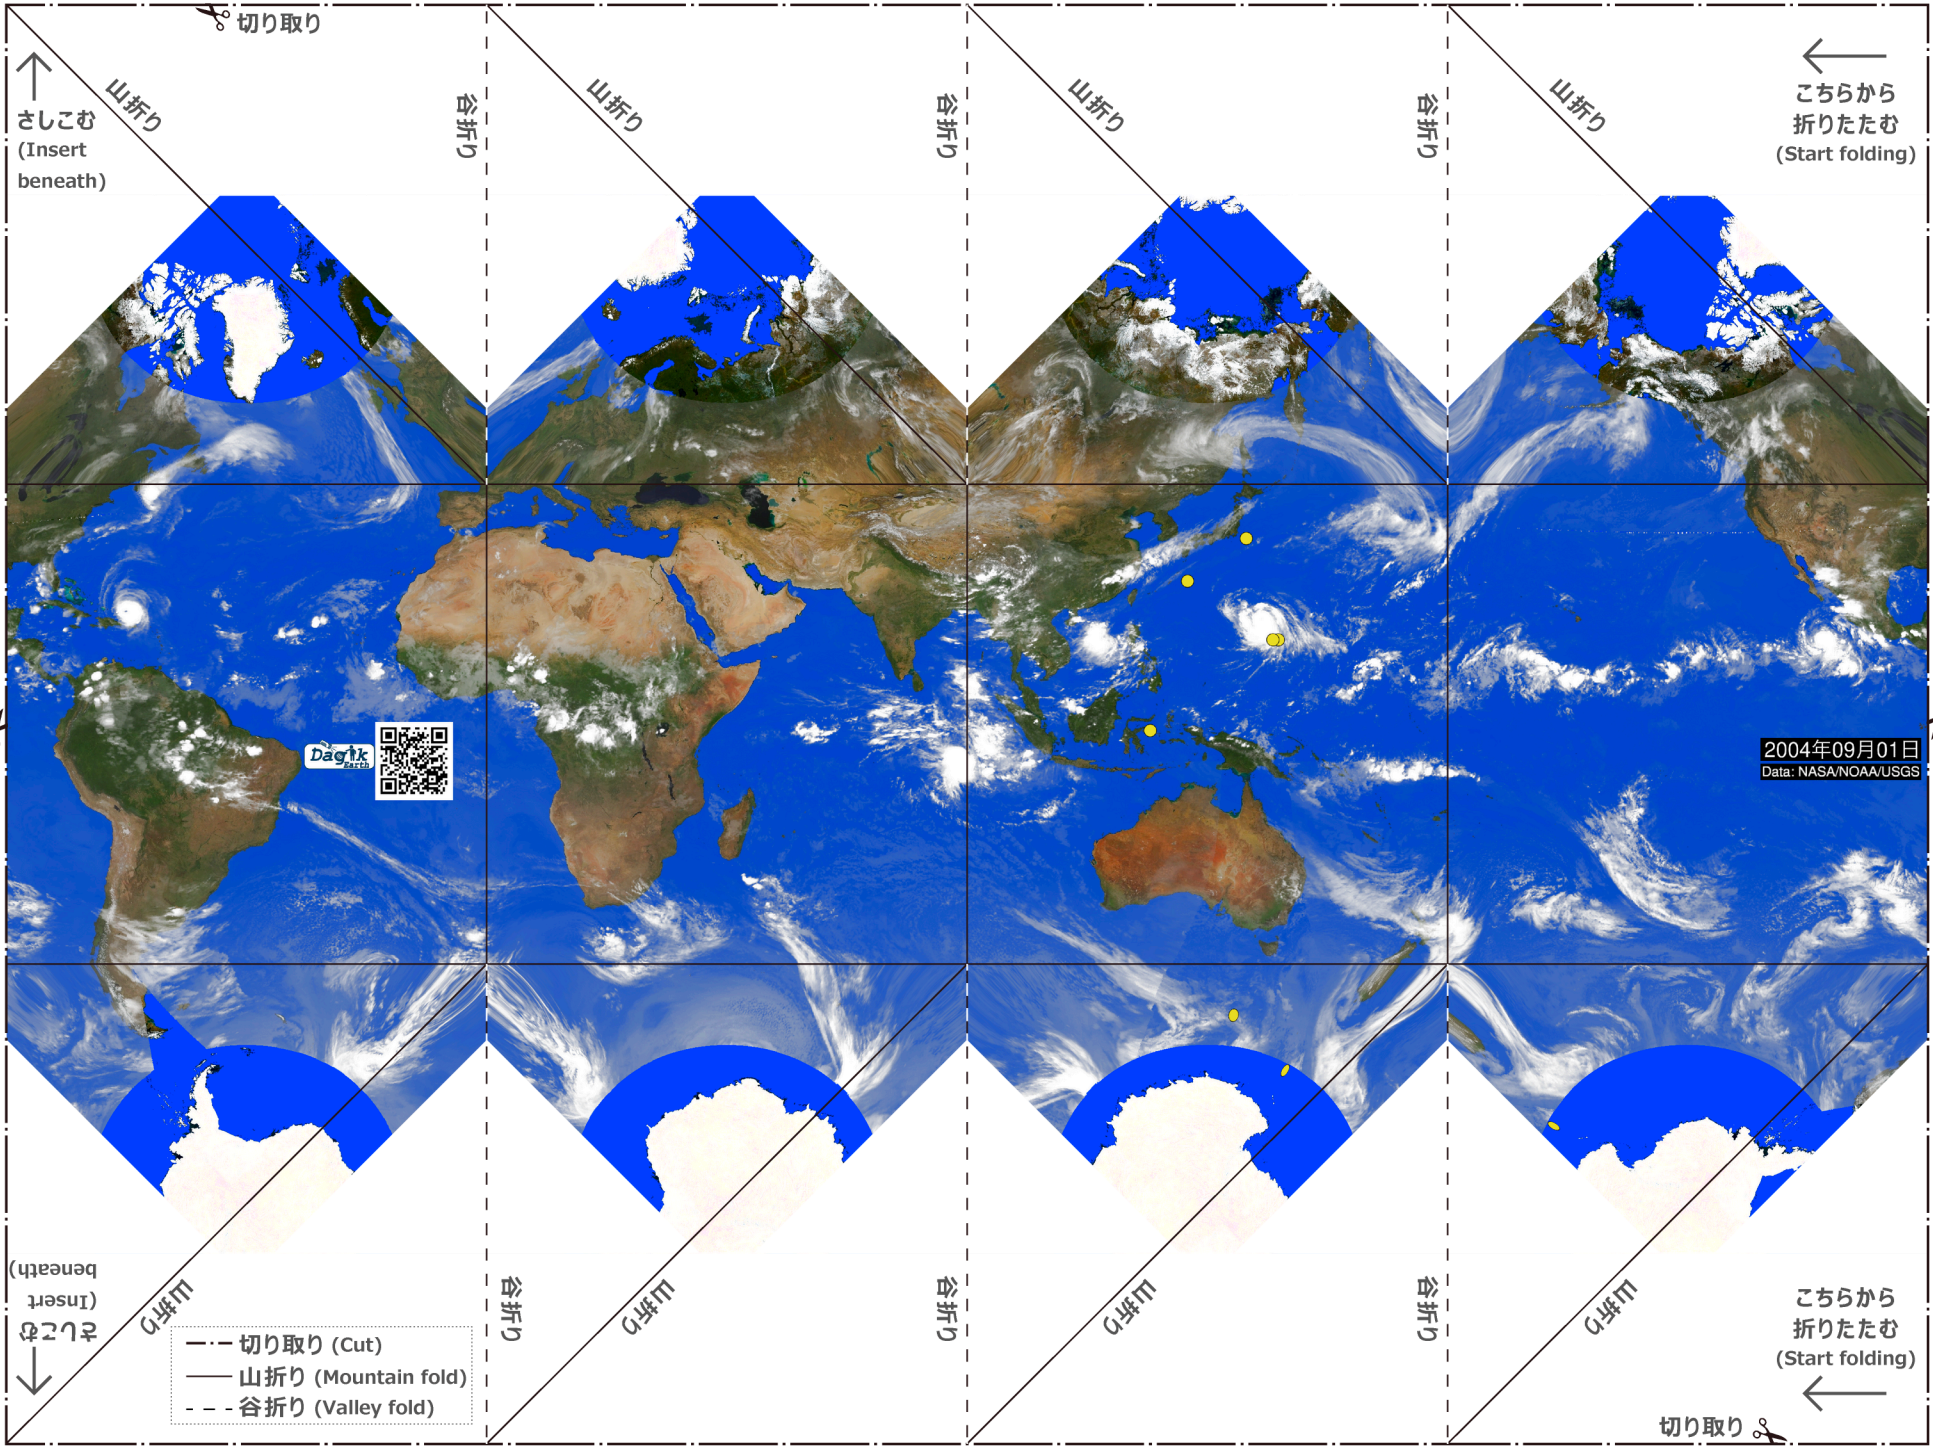 切り取り
山折り
谷折り
山折り
谷折り
山折り
谷折り
山折り
さしこむ
(Insert
beneath)
こちらから
折りたたむ
(Start folding)
Dagik
Earth
2004年09月01日
Data: NASA/NOAA/USGS
さしこむ
(Insert
beneath)
山折り
谷折り
山折り
谷折り
山折り
谷折り
山折り
こちらから
折りたたむ
(Start folding)
切り取り (Cut)
山折り (Mountain fold)
谷折り (Valley fold)
切り取り